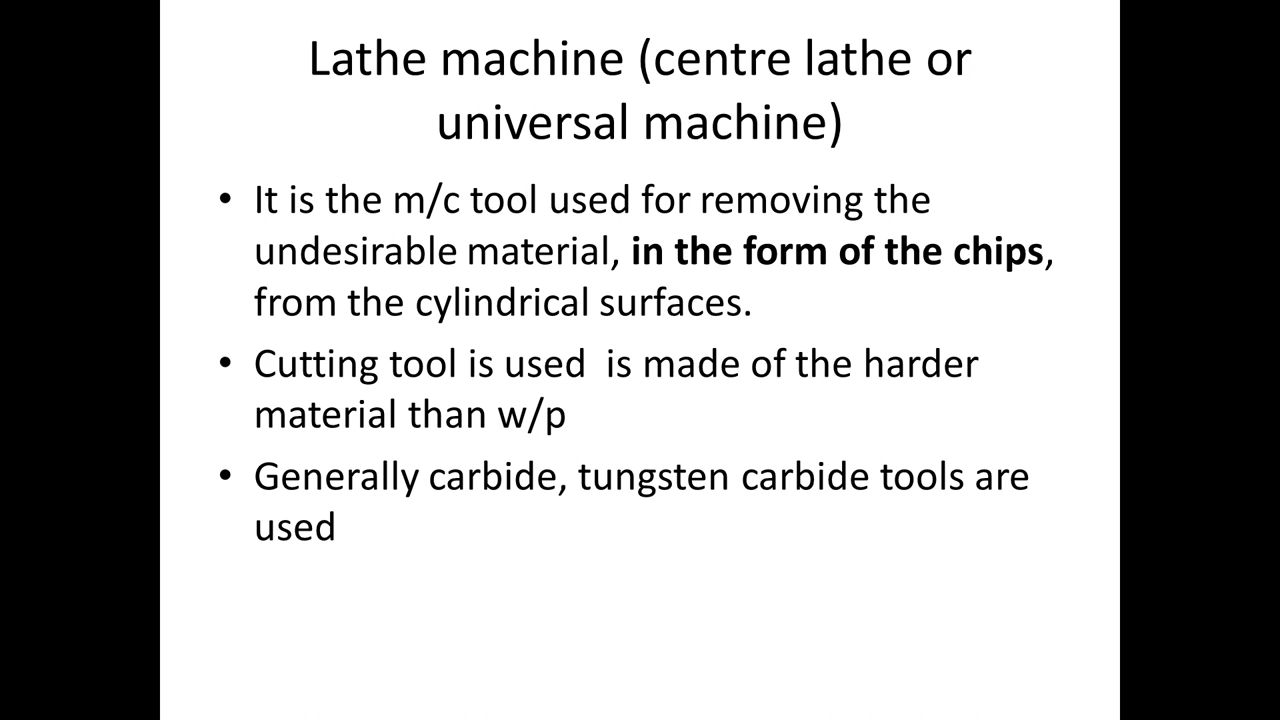 Lathe machine (centre lathe or
universal machine)
• It is the m/c tool used for removing the
undesirable material, in the form of the chips,
from the cylindrical surfaces.
• Cutting tool is used  is made of the harder
material than w/p
• Generally carbide, tungsten carbide tools are
used